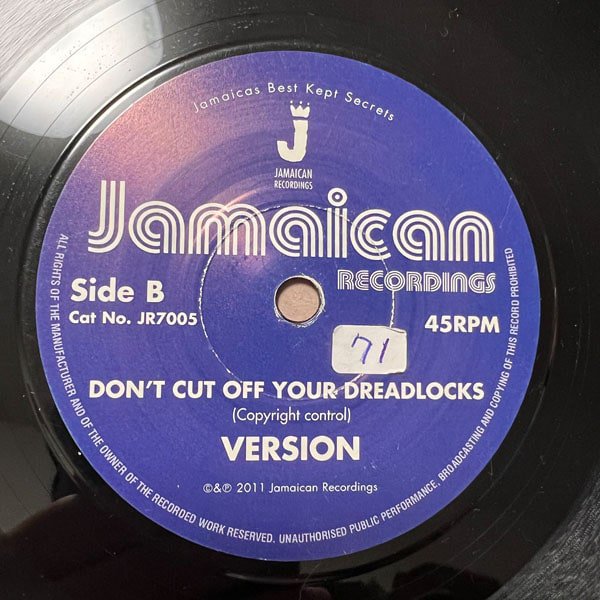 Jamaicas Best Kept Secrets
J
JAMAICAN
RECORDINGS
Jamaican
RECORDINGS
Side B
Cat No. JR7005
45RPM
71
DON'T CUT OFF YOUR DREADLOCKS
(Copyright control)
VERSION
©&℗ 2011 Jamaican Recordings
ALL RIGHTS OF THE MANUFACTURER AND OF THE OWNER OF THE RECORDED WORK RESERVED. UNAUTHORISED PUBLIC PERFORMANCE, BROADCASTING AND COPYING OF THIS RECORD PROHIBITED